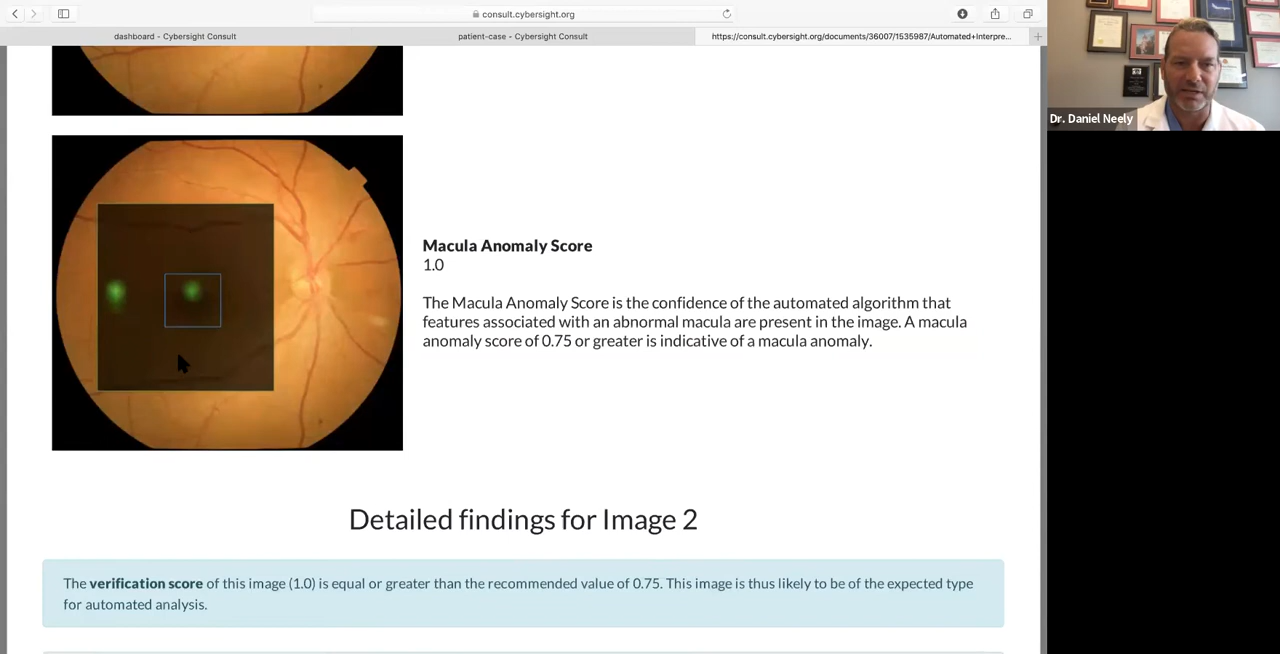 consult.cybersight.org
dashboard - Cybersight Consult
patient-case - Cybersight Consult
https://consult.cybersight.org/documents/36007/1535987/Automated+Interpre...
Dr. Daniel Neely
Macula Anomaly Score
1.0
The Macula Anomaly Score is the confidence of the automated algorithm that
features associated with an abnormal macula are present in the image. A macula
anomaly score of 0.75 or greater is indicative of a macula anomaly.
Detailed findings for Image 2
The verification score of this image (1.0) is equal or greater than the recommended value of 0.75. This image is thus likely to be of the expected type
for automated analysis.